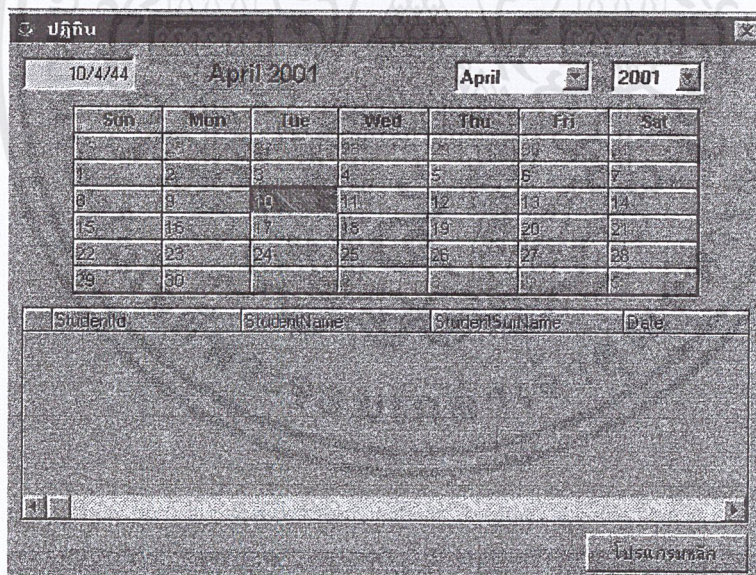 ปฏิทิน
10/4/44 April 2001 April 2001
Sun Mon Tue Wed Thu Fri Sat
1 2 3 4 5 6 7
8 9 10 11 12 13 14
15 16 17 18 19 20 21
22 23 24 25 26 27 28
29 30
StudentId StudentName StudentSurName Date
โปรแกรมหลัก